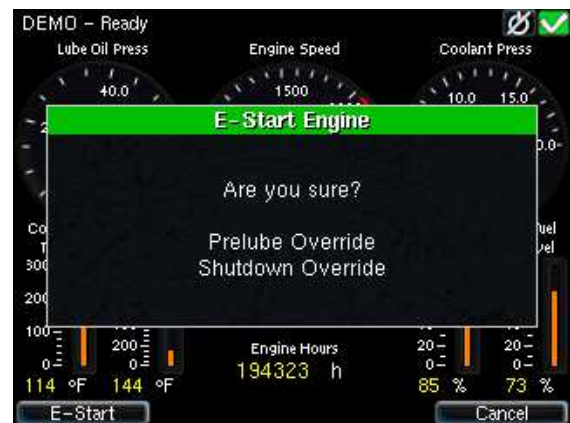 DEMO - Ready
Lube Oil Press
Engine Speed
Coolant Press
40.0
1500
10.0 15.0
E-Start Engine
Are you sure?
Prelube Override
Shutdown Override
200
100
200
0
0
20
0
20
0
Engine Hours
194323 h
114 °F
144 °F
85 %
73 %
E-Start
Cancel